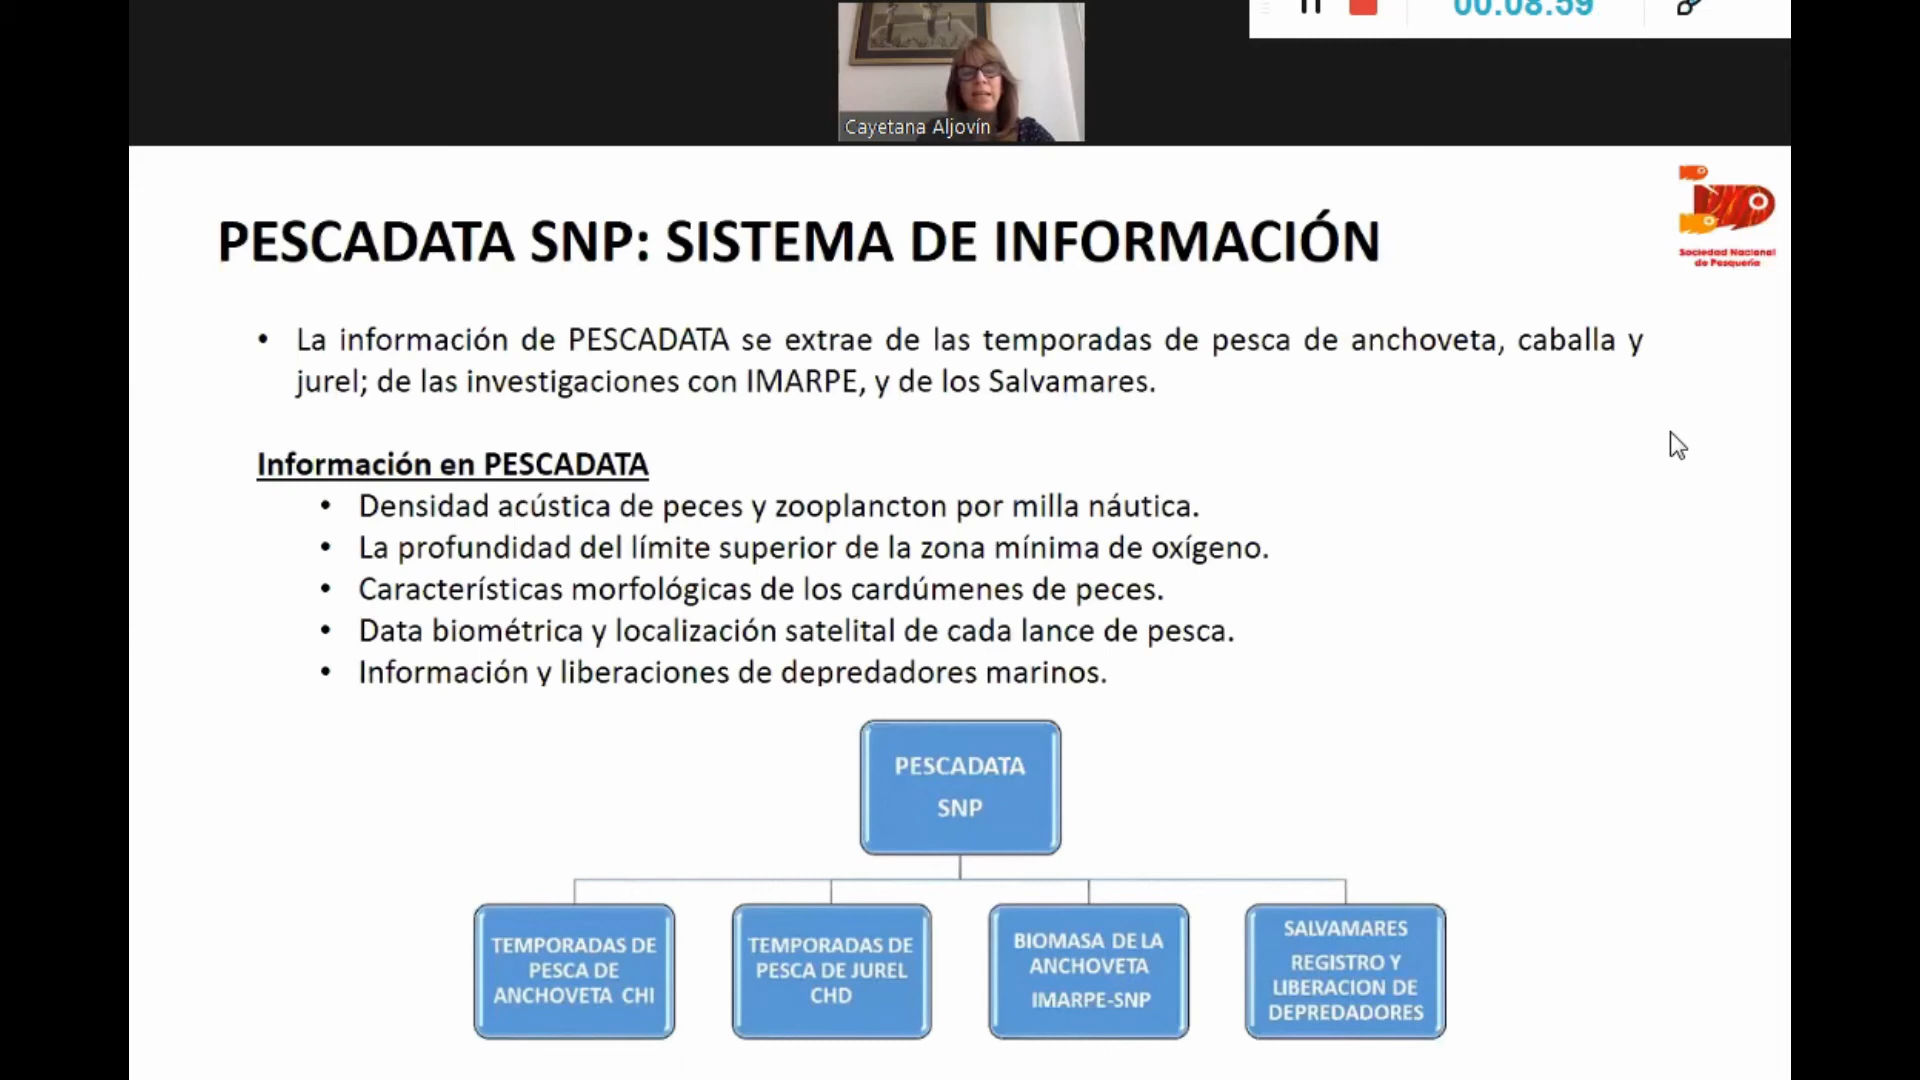 00:08:59
Cayetana Aljovín
Sociedad Nacional
de Pesquería
PESCADATA SNP: SISTEMA DE INFORMACIÓN
• La información de PESCADATA se extrae de las temporadas de pesca de anchoveta, caballa y
jurel; de las investigaciones con IMARPE, y de los Salvamares.
Información en PESCADATA
• Densidad acústica de peces y zooplancton por milla náutica.
• La profundidad del límite superior de la zona mínima de oxígeno.
• Características morfológicas de los cardúmenes de peces.
• Data biométrica y localización satelital de cada lance de pesca.
• Información y liberaciones de depredadores marinos.
PESCADATA
SNP
TEMPORADAS DE
PESCA DE
ANCHOVETA CHI
TEMPORADAS DE
PESCA DE JUREL
CHD
BIOMASA DE LA
ANCHOVETA
IMARPE-SNP
SALVAMARES
REGISTRO Y
LIBERACION DE
DEPREDADORES